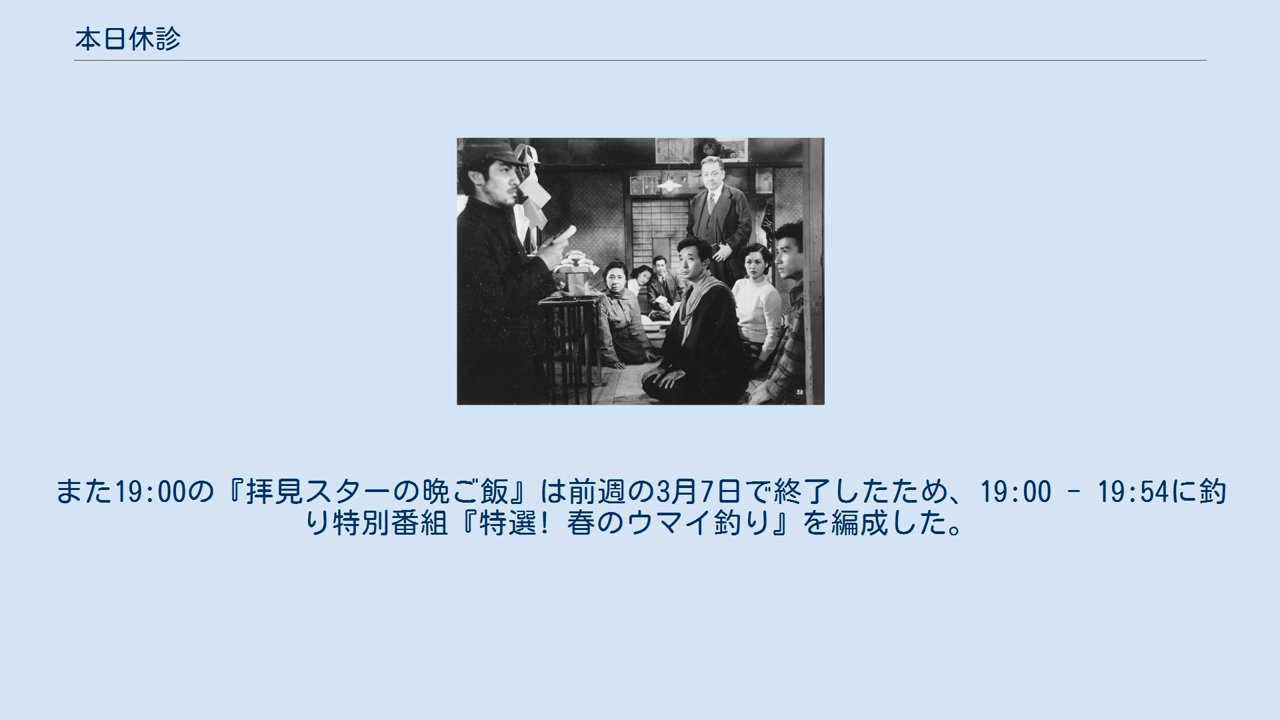 本日休診
また19:00の『拝見スターの晩ご飯』は前週の3月7日で終了したため、19:00 - 19:54に釣
り特別番組『特選! 春のウマイ釣り』を編成した。